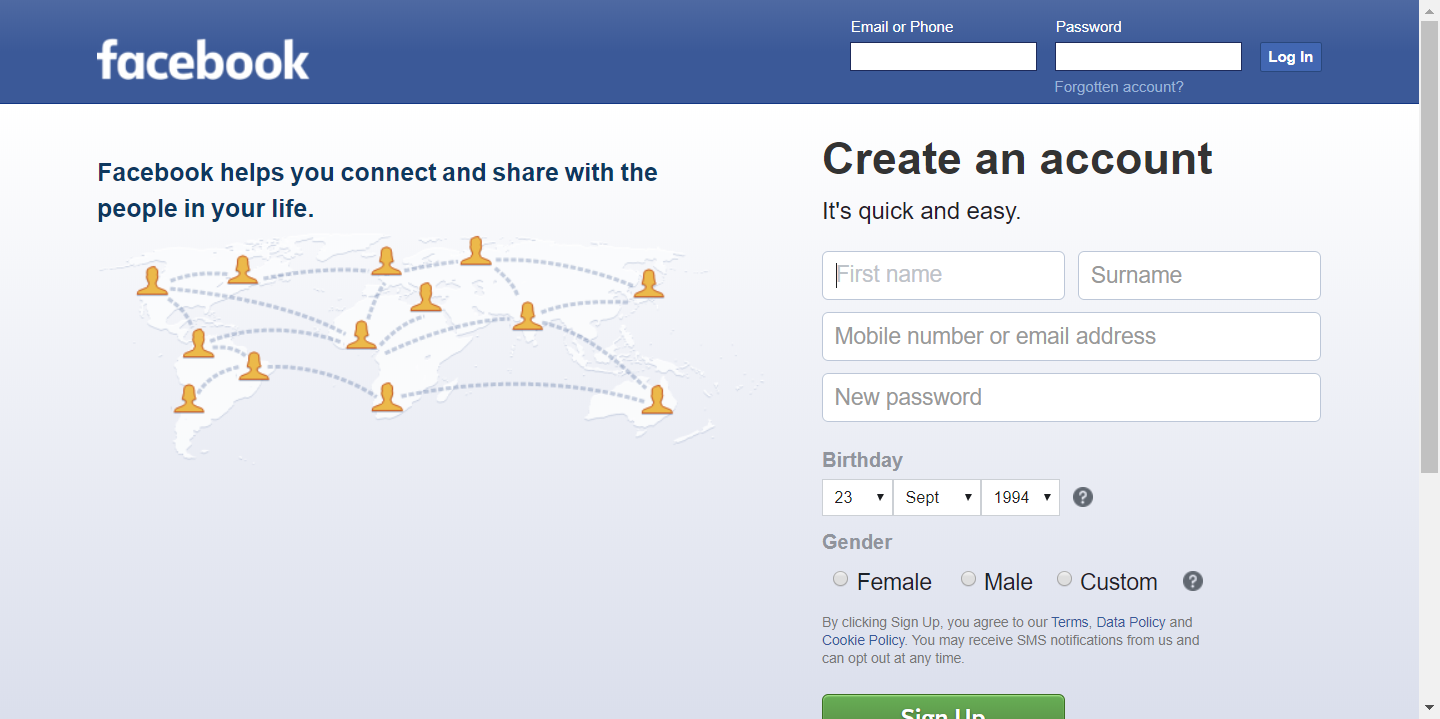 facebook
Email or Phone
Password
Log In
Forgotten account?
Facebook helps you connect and share with the
people in your life.
Create an account
It's quick and easy.
First name
Surname
Mobile number or email address
New password
Birthday
23
Sept
1994
?
Gender
Female
Male
Custom
?
By clicking Sign Up, you agree to our Terms, Data Policy and
Cookie Policy. You may receive SMS notifications from us and
can opt out at any time.
Sign Up